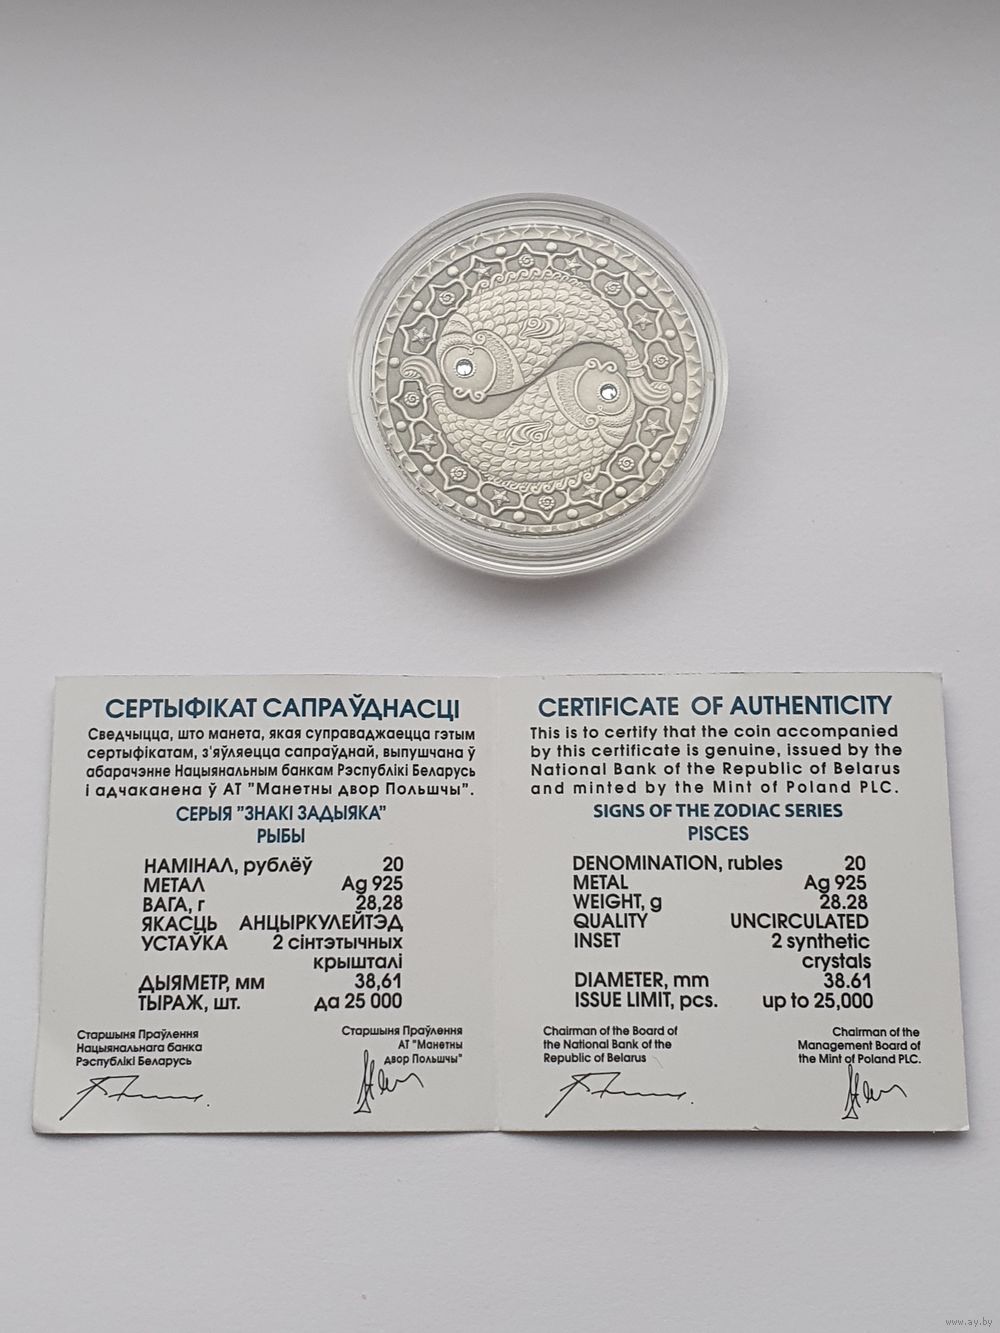 СЕРТЫФІКАТ САПРАЎДНАСЦІ
Сведчыцца, што манета, якая суправаджаецца гэтым
сертыфікатам, з'яўляецца сапраўднай, выпушчана ў
абарачэнне Нацыянальным банкам Рэспублікі Беларусь
і адчаканена ў АТ "Манетны двор Польшчы".
СЕРЫЯ "ЗНАКІ ЗАДЫЯКА"
РЫБЫ
НАМІНАЛ, рублёў 20
МЕТАЛ Ag 925
ВАГА, г 28,28
ЯКАСЦЬ АНЦЫРКУЛЕЙТЭД
УСТАЎКА 2 сінтэтычных
крышталі
ДЫЯМЕТР, мм 38,61
ТЫРАЖ, шт. да 25 000
Старшыня Праўлення
Нацыянальнага банка
Рэспублікі Беларусь
Старшыня Праўлення
АТ "Манетны
двор Польшчы"
CERTIFICATE OF AUTHENTICITY
This is to certify that the coin accompanied
by this certificate is genuine, issued by the
National Bank of the Republic of Belarus
and minted by the Mint of Poland PLC.
SIGNS OF THE ZODIAC SERIES
PISCES
DENOMINATION, rubles 20
METAL Ag 925
WEIGHT, g 28.28
QUALITY UNCIRCULATED
INSET 2 synthetic
crystals
DIAMETER, mm 38.61
ISSUE LIMIT, pcs. up to 25,000
Chairman of the Board of
the National Bank of the
Republic of Belarus
Chairman of the
Management Board of
the Mint of Poland PLC.
www.ay.by